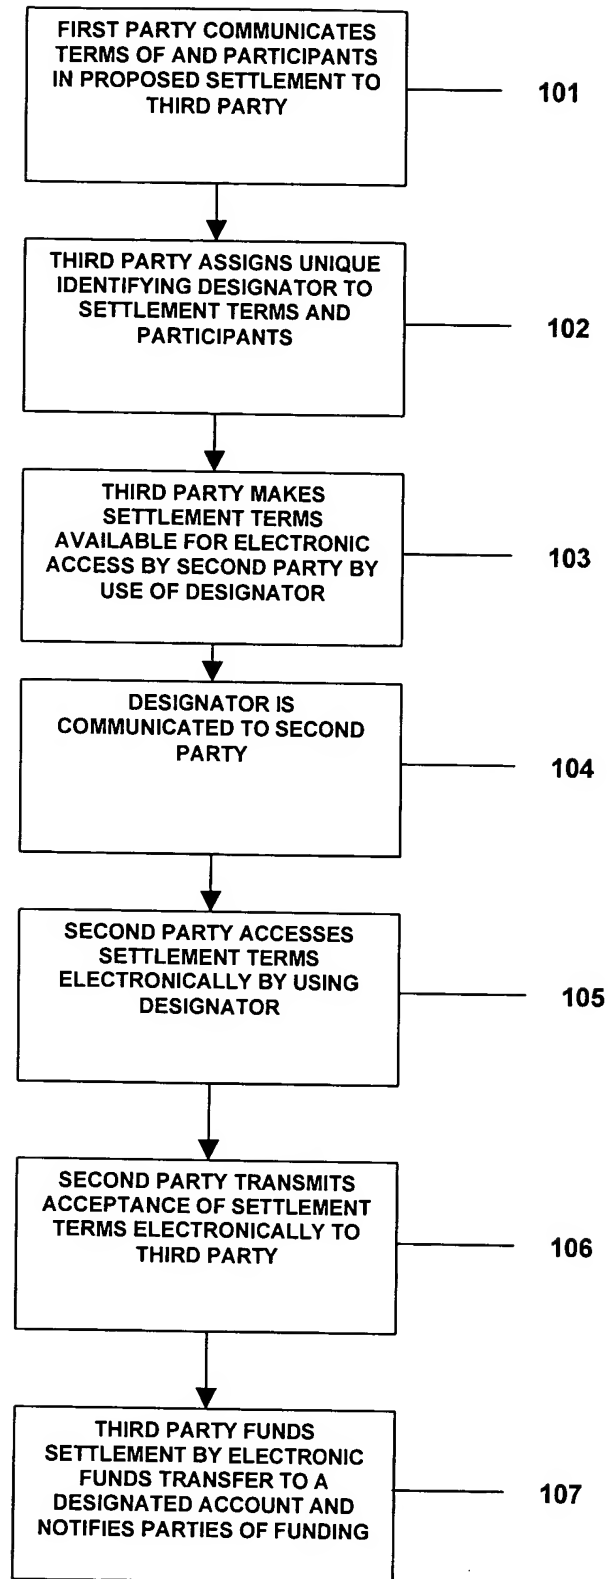 FIRST PARTY COMMUNICATES
TERMS OF AND PARTICIPANTS
IN PROPOSED SETTLEMENT TO
THIRD PARTY
101
THIRD PARTY ASSIGNS UNIQUE
IDENTIFYING DESIGNATOR TO
SETTLEMENT TERMS AND
PARTICIPANTS
102
THIRD PARTY MAKES
SETTLEMENT TERMS
AVAILABLE FOR ELECTRONIC
ACCESS BY SECOND PARTY BY
USE OF DESIGNATOR
103
DESIGNATOR IS
COMMUNICATED TO SECOND
PARTY
104
SECOND PARTY ACCESSES
SETTLEMENT TERMS
ELECTRONICALLY BY USING
DESIGNATOR
105
SECOND PARTY TRANSMITS
ACCEPTANCE OF SETTLEMENT
TERMS ELECTRONICALLY TO
THIRD PARTY
106
THIRD PARTY FUNDS
SETTLEMENT BY ELECTRONIC
FUNDS TRANSFER TO A
DESIGNATED ACCOUNT AND
NOTIFIES PARTIES OF FUNDING
107